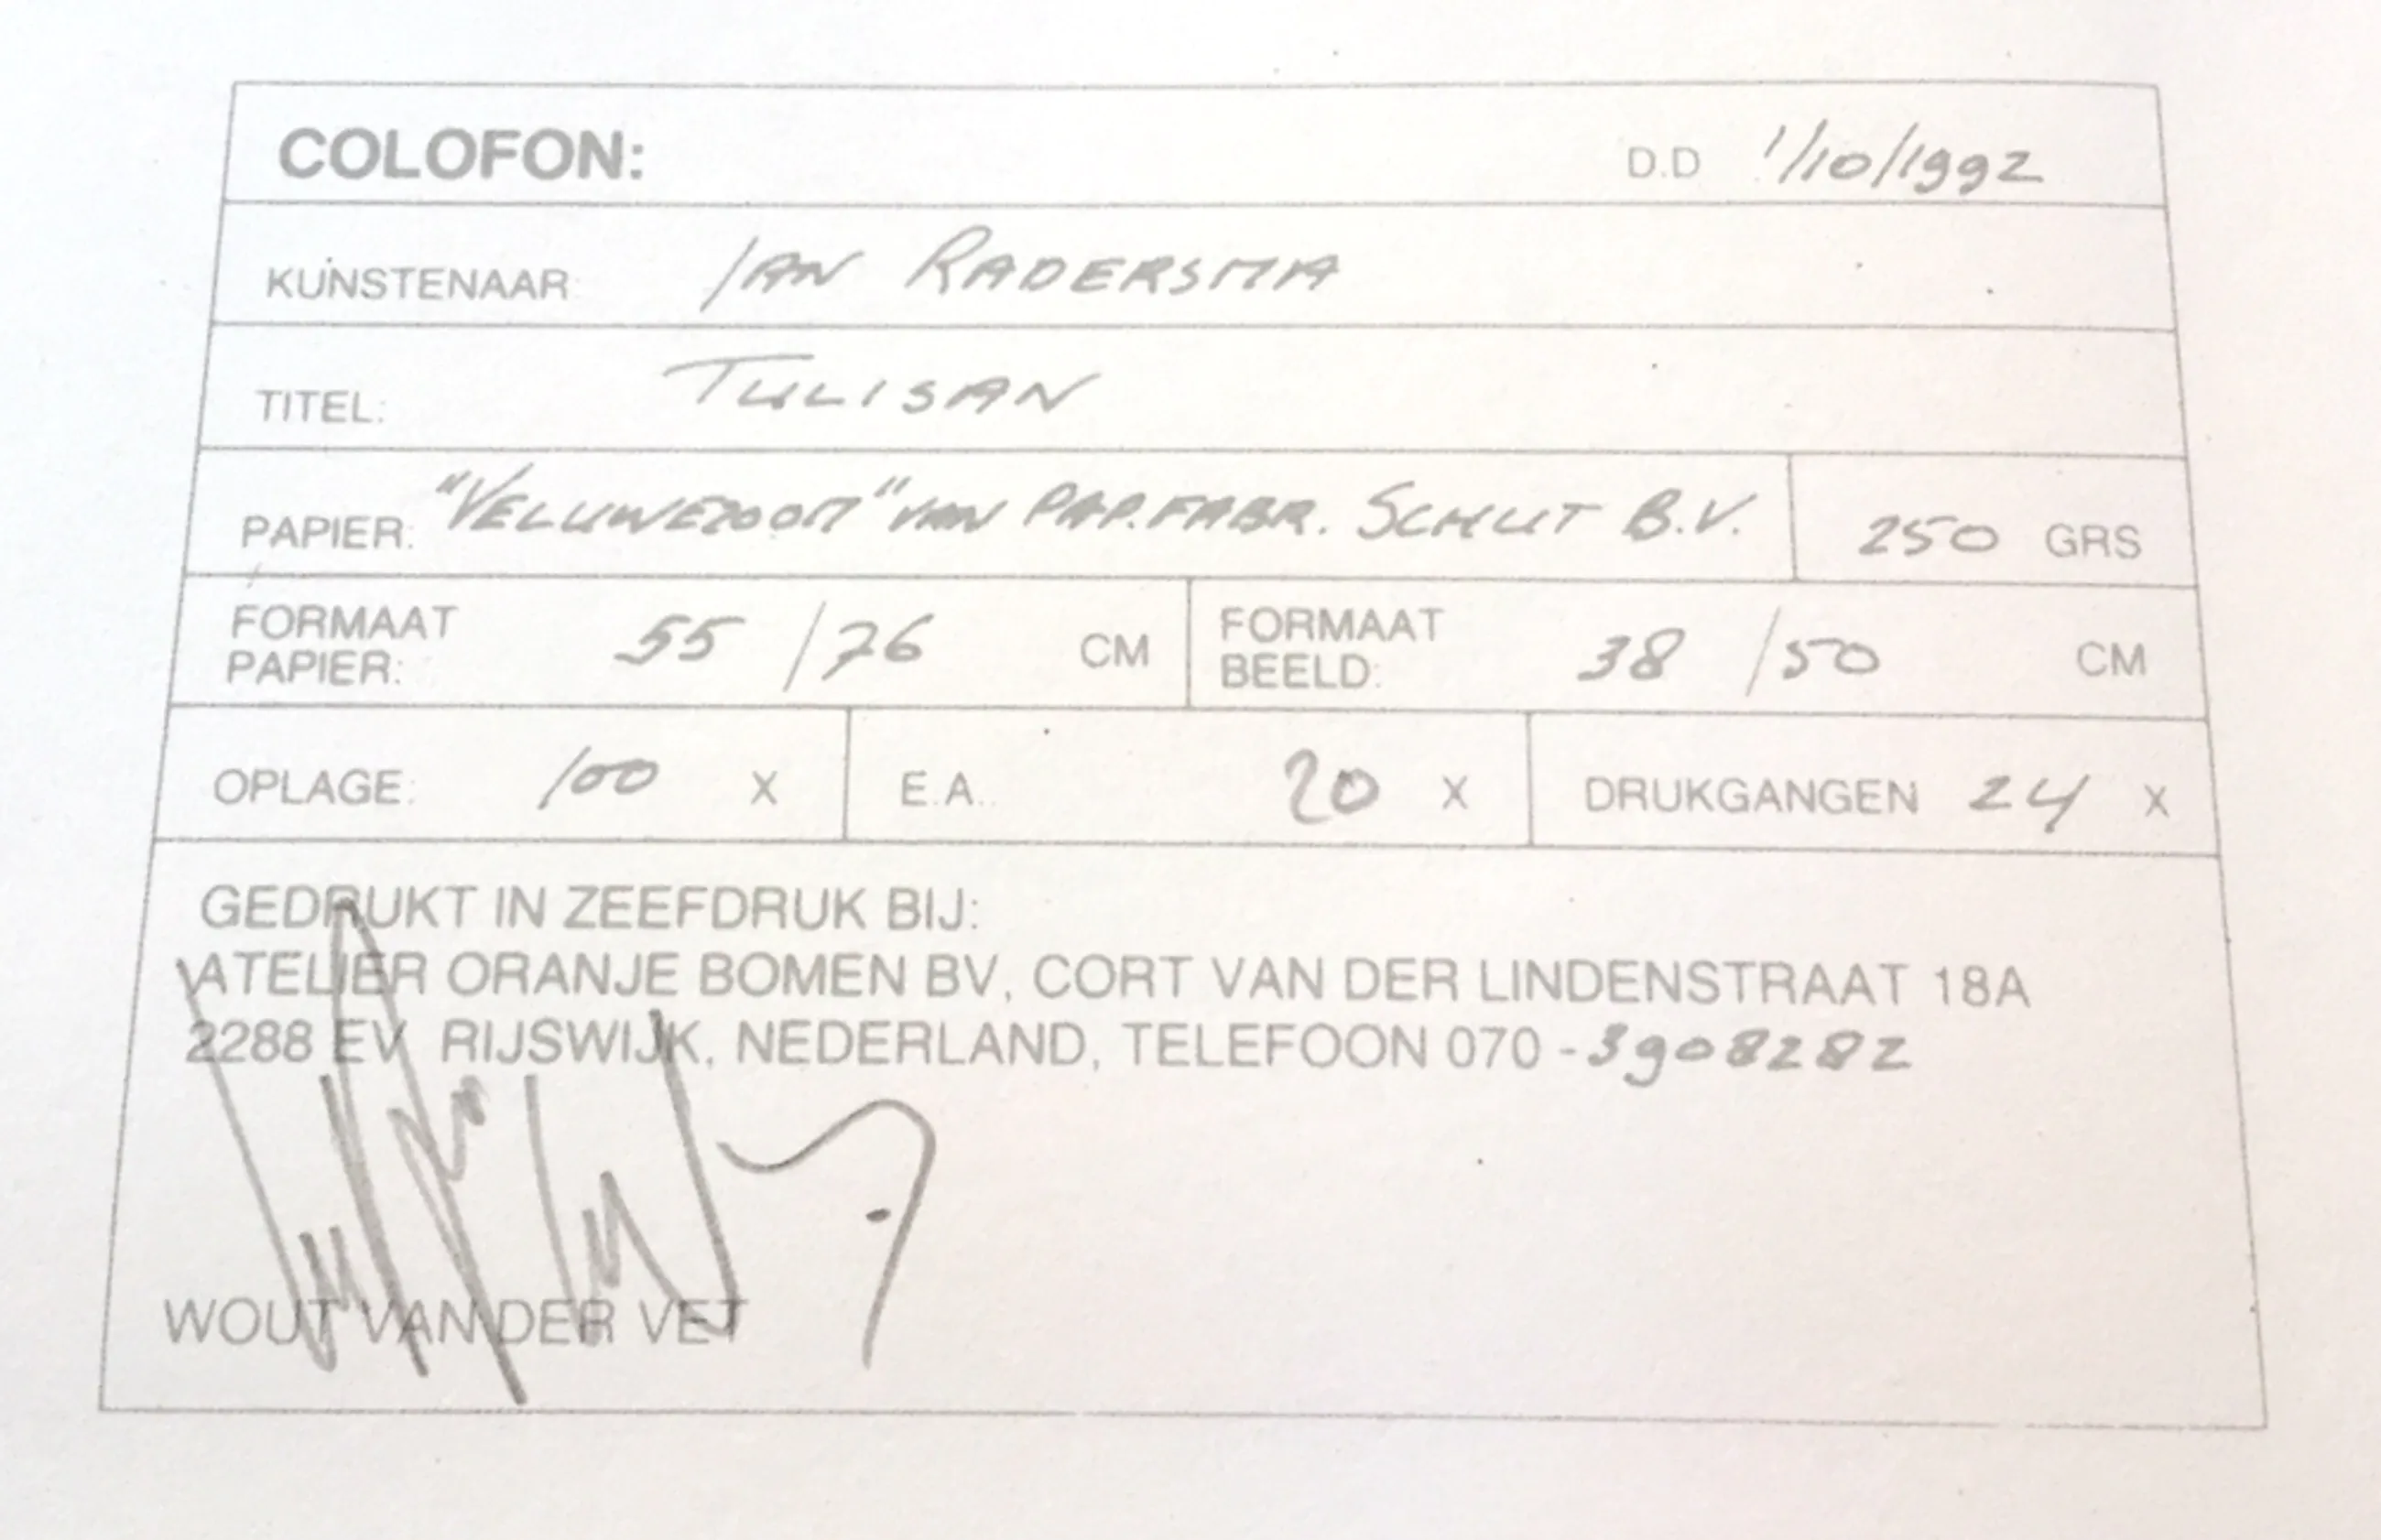 COLOFON: D.D 1/10/1992
KUNSTENAAR: IAN RADERSMA
TITEL: TULISAN
PAPIER: "VELUWEZOOM" VAN PAP.FABR. SCHUT B.V. 250 GRS
FORMAAT PAPIER: 55 / 76 CM FORMAAT BEELD: 38 / 50 CM
OPLAGE: 100 X E.A.. 20 X DRUKGANGEN 24 X
GEDRUKT IN ZEEFDRUK BIJ:
ATELIER ORANJE BOMEN BV, CORT VAN DER LINDENSTRAAT 18A
2288 EV RIJSWIJK, NEDERLAND, TELEFOON 070 - 3908282
WOUT VAN DER VET